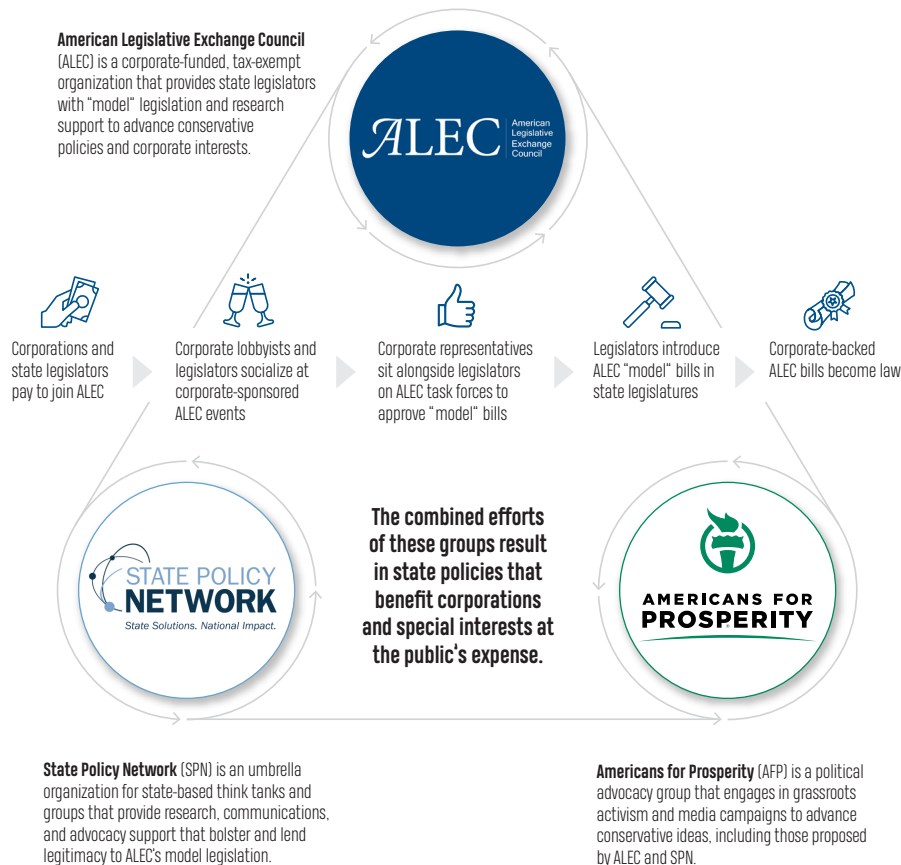 American Legislative Exchange Council
(ALEC) is a corporate-funded, tax-exempt
organization that provides state legislators
with "model" legislation and research
support to advance conservative
policies and corporate interests.
ALEC
American
Legislative
Exchange
Council
Corporations and
state legislators
pay to join ALEC
Corporate lobbyists and
legislators socialize at
corporate-sponsored
ALEC events
Corporate representatives
sit alongside legislators
on ALEC task forces to
approve "model" bills
Legislators introduce
ALEC "model" bills in
state legislatures
Corporate-backed
ALEC bills become law
STATE POLICY
NETWORK
State Solutions. National Impact.
The combined efforts
of these groups result
in state policies that
benefit corporations
and special interests at
the public's expense.
AMERICANS FOR
PROSPERITY
State Policy Network (SPN) is an umbrella
organization for state-based think tanks and
groups that provide research, communications,
and advocacy support that bolster and lend
legitimacy to ALEC's model legislation.
Americans for Prosperity (AFP) is a political
advocacy group that engages in grassroots
activism and media campaigns to advance
conservative ideas, including those proposed
by ALEC and SPN.